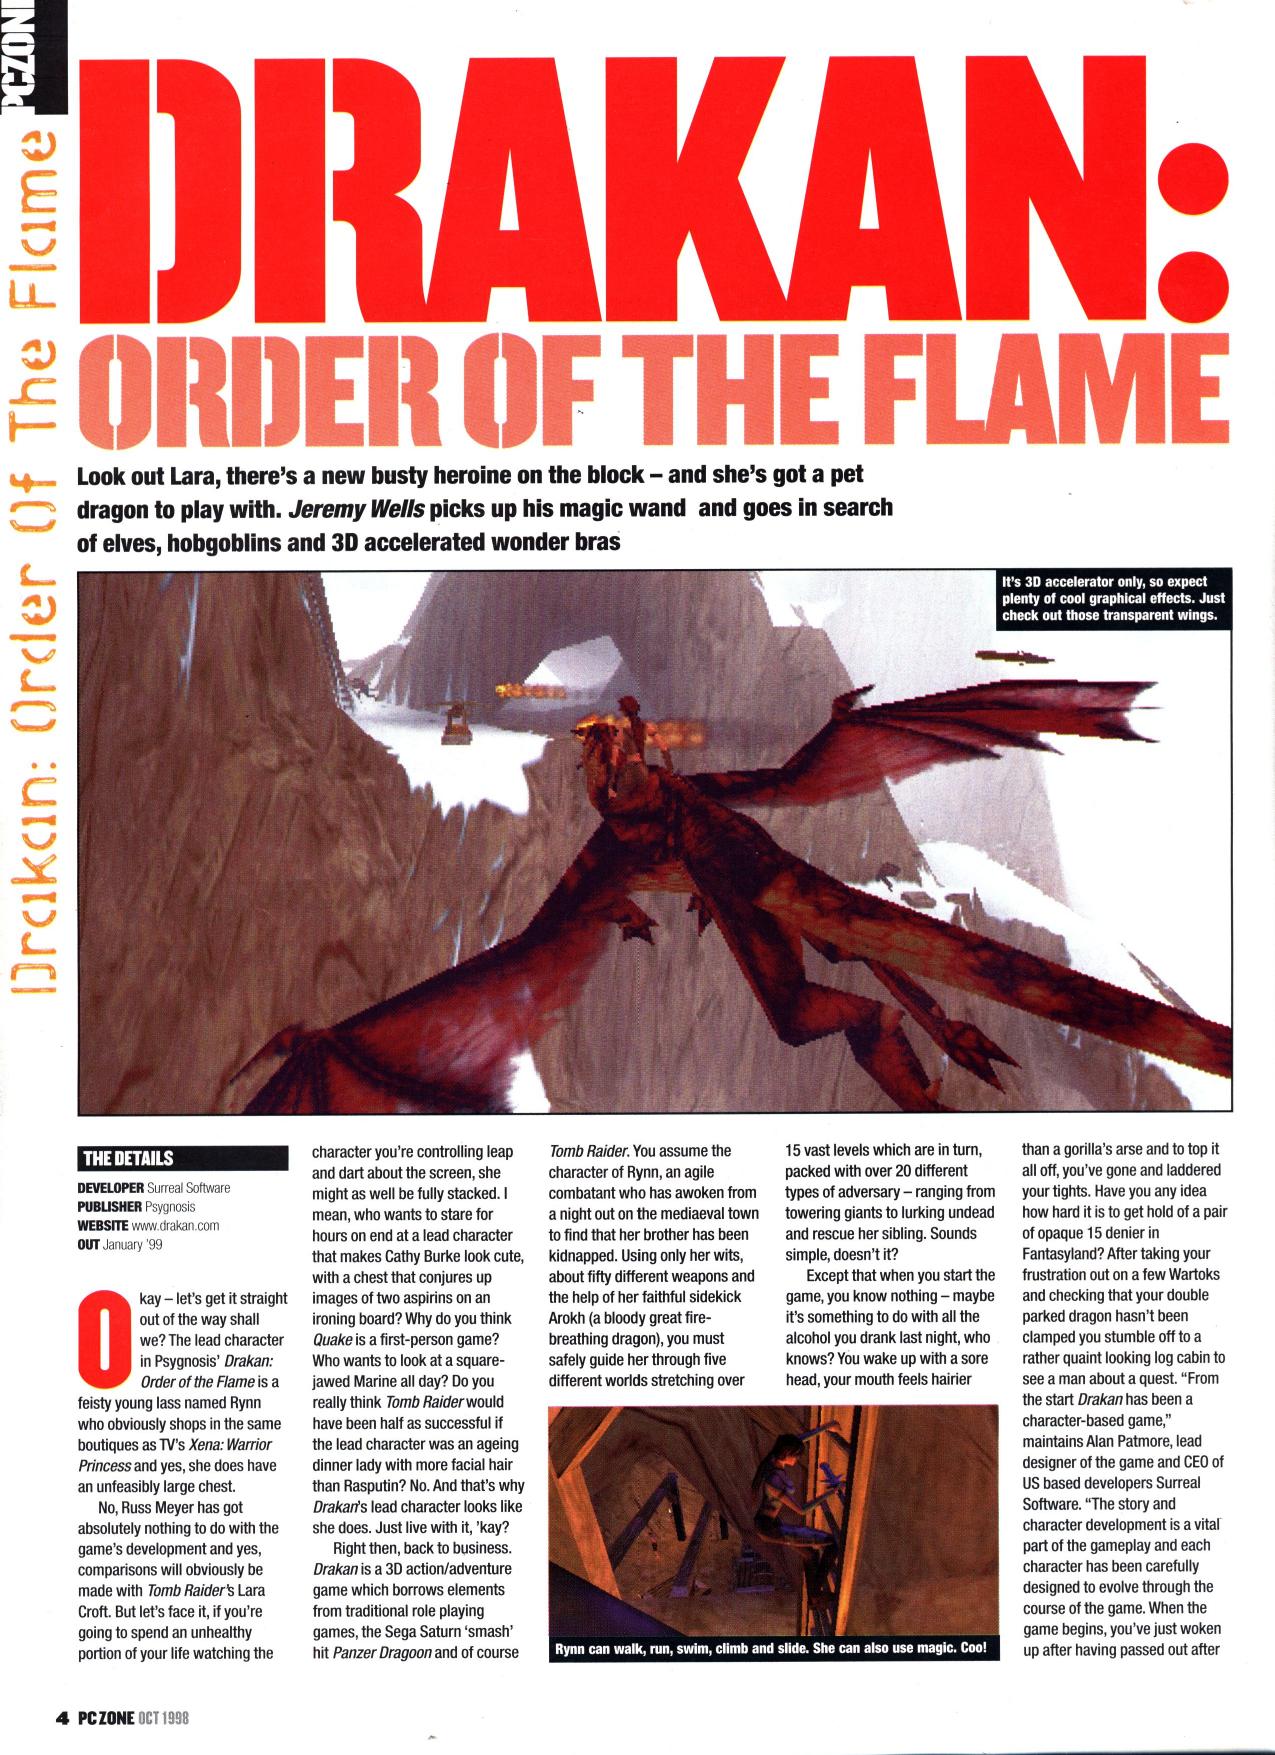 PCZONE
Drakan: Order Of The Flame
DRAKAN:
ORDER OF THE FLAME
Look out Lara, there's a new busty heroine on the block – and she's got a pet
dragon to play with. Jeremy Wells picks up his magic wand and goes in search
of elves, hobgoblins and 3D accelerated wonder bras
It's 3D accelerator only, so expect
plenty of cool graphical effects. Just
check out those transparent wings.
THE DETAILS
DEVELOPER Surreal Software
PUBLISHER Psygnosis
WEBSITE www.drakan.com
OUT January '99
Okay – let's get it straight
out of the way shall
we? The lead character
in Psygnosis' Drakan:
Order of the Flame is a
feisty young lass named Rynn
who obviously shops in the same
boutiques as TV's Xena: Warrior
Princess and yes, she does have
an unfeasibly large chest.
No, Russ Meyer has got
absolutely nothing to do with the
game's development and yes,
comparisons will obviously be
made with Tomb Raider's Lara
Croft. But let's face it, if you're
going to spend an unhealthy
portion of your life watching the
character you're controlling leap
and dart about the screen, she
might as well be fully stacked. I
mean, who wants to stare for
hours on end at a lead character
that makes Cathy Burke look cute,
with a chest that conjures up
images of two aspirins on an
ironing board? Why do you think
Quake is a first-person game?
Who wants to look at a square-
jawed Marine all day? Do you
really think Tomb Raider would
have been half as successful if
the lead character was an ageing
dinner lady with more facial hair
than Rasputin? No. And that's why
Drakan's lead character looks like
she does. Just live with it, 'kay?
Right then, back to business.
Drakan is a 3D action/adventure
game which borrows elements
from traditional role playing
games, the Sega Saturn 'smash'
hit Panzer Dragoon and of course
Tomb Raider. You assume the
character of Rynn, an agile
combatant who has awoken from
a night out on the mediaeval town
to find that her brother has been
kidnapped. Using only her wits,
about fifty different weapons and
the help of her faithful sidekick
Arokh (a bloody great fire-
breathing dragon), you must
safely guide her through five
different worlds stretching over
15 vast levels which are in turn,
packed with over 20 different
types of adversary – ranging from
towering giants to lurking undead
and rescue her sibling. Sounds
simple, doesn't it?
Except that when you start the
game, you know nothing – maybe
it's something to do with all the
alcohol you drank last night, who
knows? You wake up with a sore
head, your mouth feels hairier
Rynn can walk, run, swim, climb and slide. She can also use magic. Coo!
than a gorilla's arse and to top it
all off, you've gone and laddered
your tights. Have you any idea
how hard it is to get hold of a pair
of opaque 15 denier in
Fantasyland? After taking your
frustration out on a few Wartoks
and checking that your double
parked dragon hasn't been
clamped you stumble off to a
rather quaint looking log cabin to
see a man about a quest. "From
the start Drakan has been a
character-based game,"
maintains Alan Patmore, lead
designer of the game and CEO of
US based developers Surreal
Software. "The story and
character development is a vital
part of the gameplay and each
character has been carefully
designed to evolve through the
course of the game. When the
game begins, you've just woken
up after having passed out after
4 PC ZONE OCT 1998